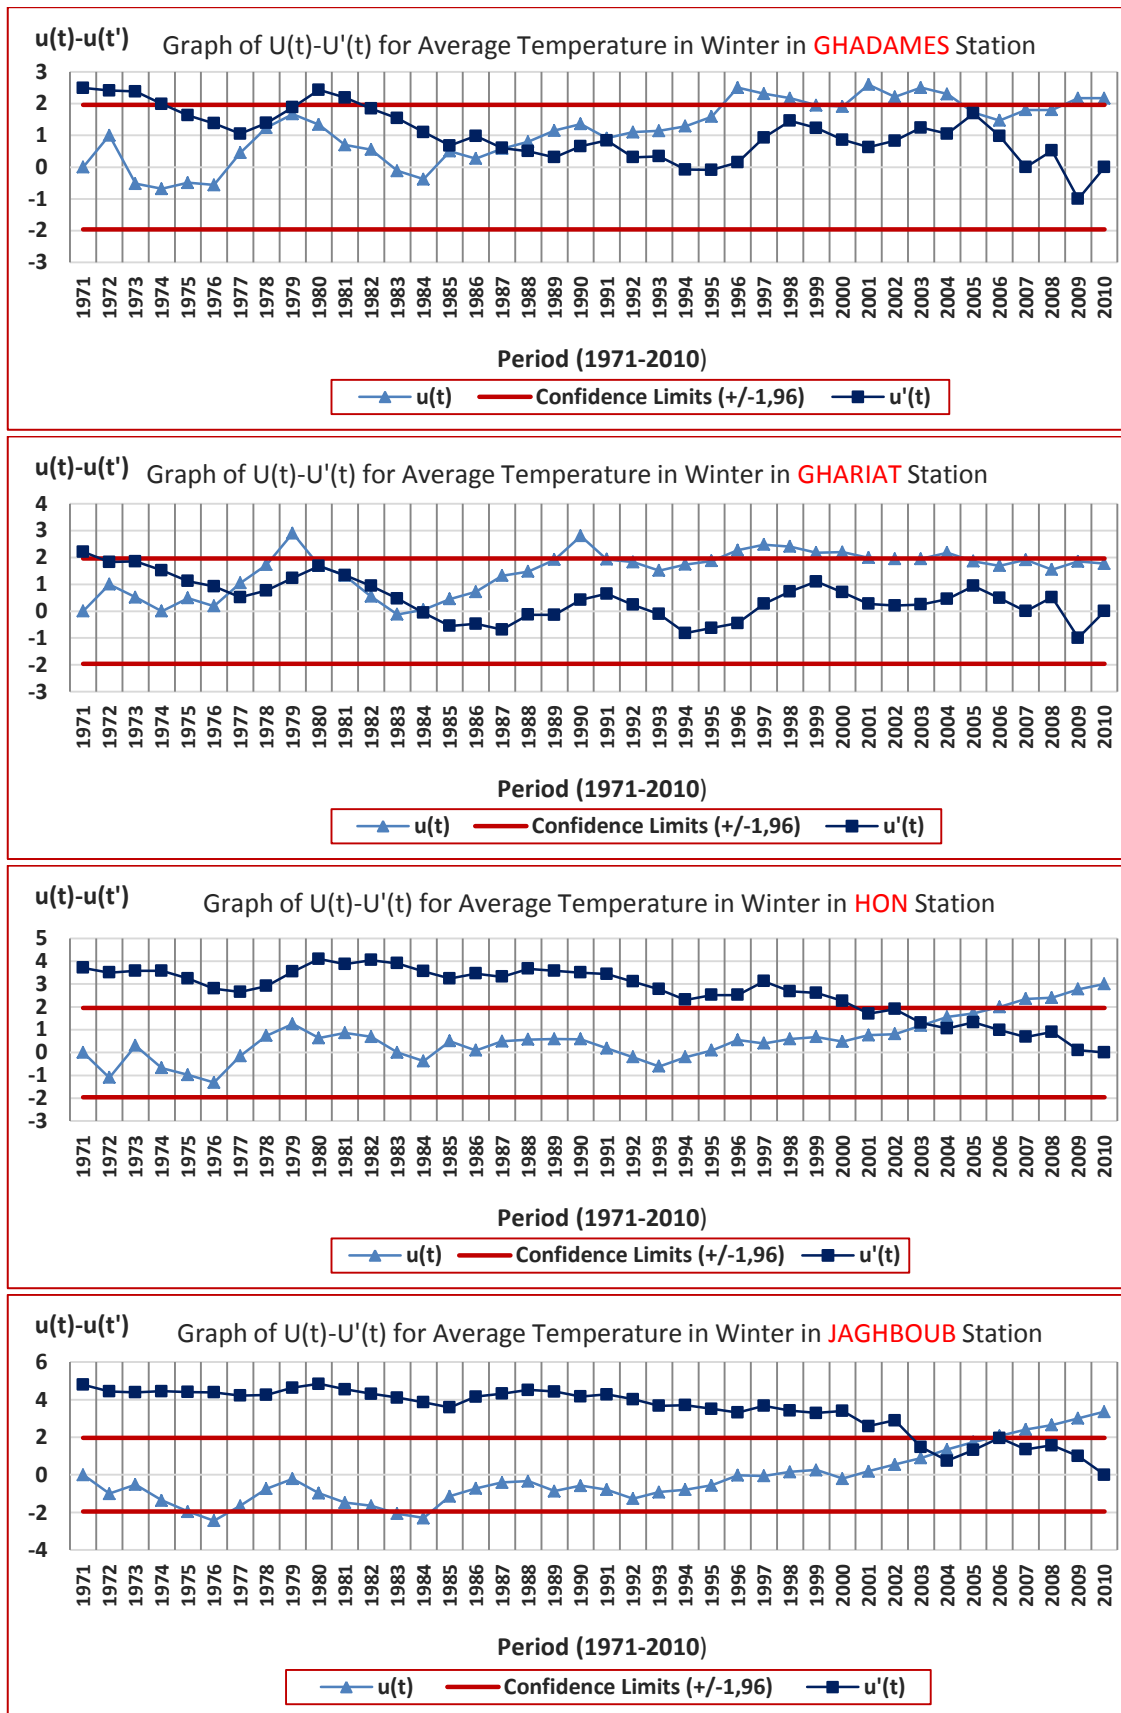 u(t)-u(t')
Graph of U(t)-U'(t) for Average Temperature in Winter in GHADAMES Station
3
2
1
0
-1
-2
-3
1971 1972 1973 1974 1975 1976 1977 1978 1979 1980 1981 1982 1983 1984 1985 1986 1987 1988 1989 1990 1991 1992 1993 1994 1995 1996 1997 1998 1999 2000 2001 2002 2003 2004 2005 2006 2007 2008 2009 2010
Period (1971-2010)
u(t) Confidence Limits (+/-1,96) u'(t)
u(t)-u(t')
Graph of U(t)-U'(t) for Average Temperature in Winter in GHARIAT Station
4
3
2
1
0
-1
-2
-3
1971 1972 1973 1974 1975 1976 1977 1978 1979 1980 1981 1982 1983 1984 1985 1986 1987 1988 1989 1990 1991 1992 1993 1994 1995 1996 1997 1998 1999 2000 2001 2002 2003 2004 2005 2006 2007 2008 2009 2010
Period (1971-2010)
u(t) Confidence Limits (+/-1,96) u'(t)
u(t)-u(t')
Graph of U(t)-U'(t) for Average Temperature in Winter in HON Station
5
4
3
2
1
0
-1
-2
-3
1971 1972 1973 1974 1975 1976 1977 1978 1979 1980 1981 1982 1983 1984 1985 1986 1987 1988 1989 1990 1991 1992 1993 1994 1995 1996 1997 1998 1999 2000 2001 2002 2003 2004 2005 2006 2007 2008 2009 2010
Period (1971-2010)
u(t) Confidence Limits (+/-1,96) u'(t)
u(t)-u(t')
Graph of U(t)-U'(t) for Average Temperature in Winter in JAGHBOUB Station
6
4
2
0
-2
-4
1971 1972 1973 1974 1975 1976 1977 1978 1979 1980 1981 1982 1983 1984 1985 1986 1987 1988 1989 1990 1991 1992 1993 1994 1995 1996 1997 1998 1999 2000 2001 2002 2003 2004 2005 2006 2007 2008 2009 2010
Period (1971-2010)
u(t) Confidence Limits (+/-1,96) u'(t)